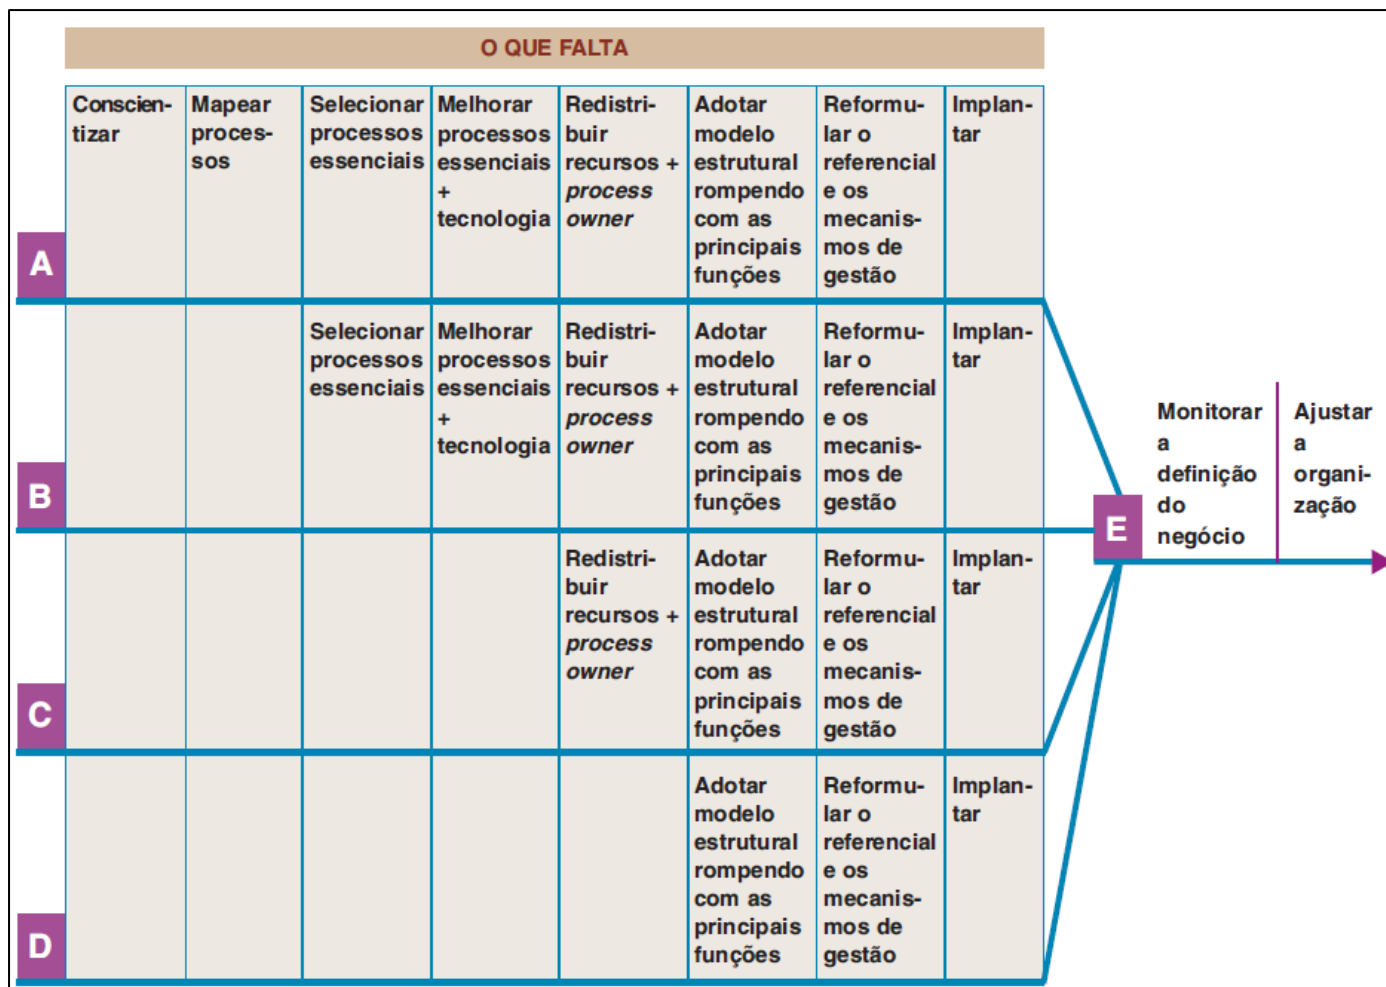 O QUE FALTA
Conscien-
tizar
Mapear
proces-
sos
Selecionar
processos
essenciais
Melhorar
processos
essenciais
+
tecnologia
Redistri-
buir
recursos +
process
owner
Adotar
modelo
estrutural
rompendo
com as
principais
funções
Reformu-
lar o
referencial
e os
mecanis-
mos de
gestão
Implan-
tar
A
Selecionar
processos
essenciais
Melhorar
processos
essenciais
+
tecnologia
Redistri-
buir
recursos +
process
owner
Adotar
modelo
estrutural
rompendo
com as
principais
funções
Reformu-
lar o
referencial
e os
mecanis-
mos de
gestão
Implan-
tar
B
Redistri-
buir
recursos +
process
owner
Adotar
modelo
estrutural
rompendo
com as
principais
funções
Reformu-
lar o
referencial
e os
mecanis-
mos de
gestão
Implan-
tar
C
Adotar
modelo
estrutural
rompendo
com as
principais
funções
Reformu-
lar o
referencial
e os
mecanis-
mos de
gestão
Implan-
tar
D
E
Monitorar
a
definição
do
negócio
Ajustar
a
organi-
zação